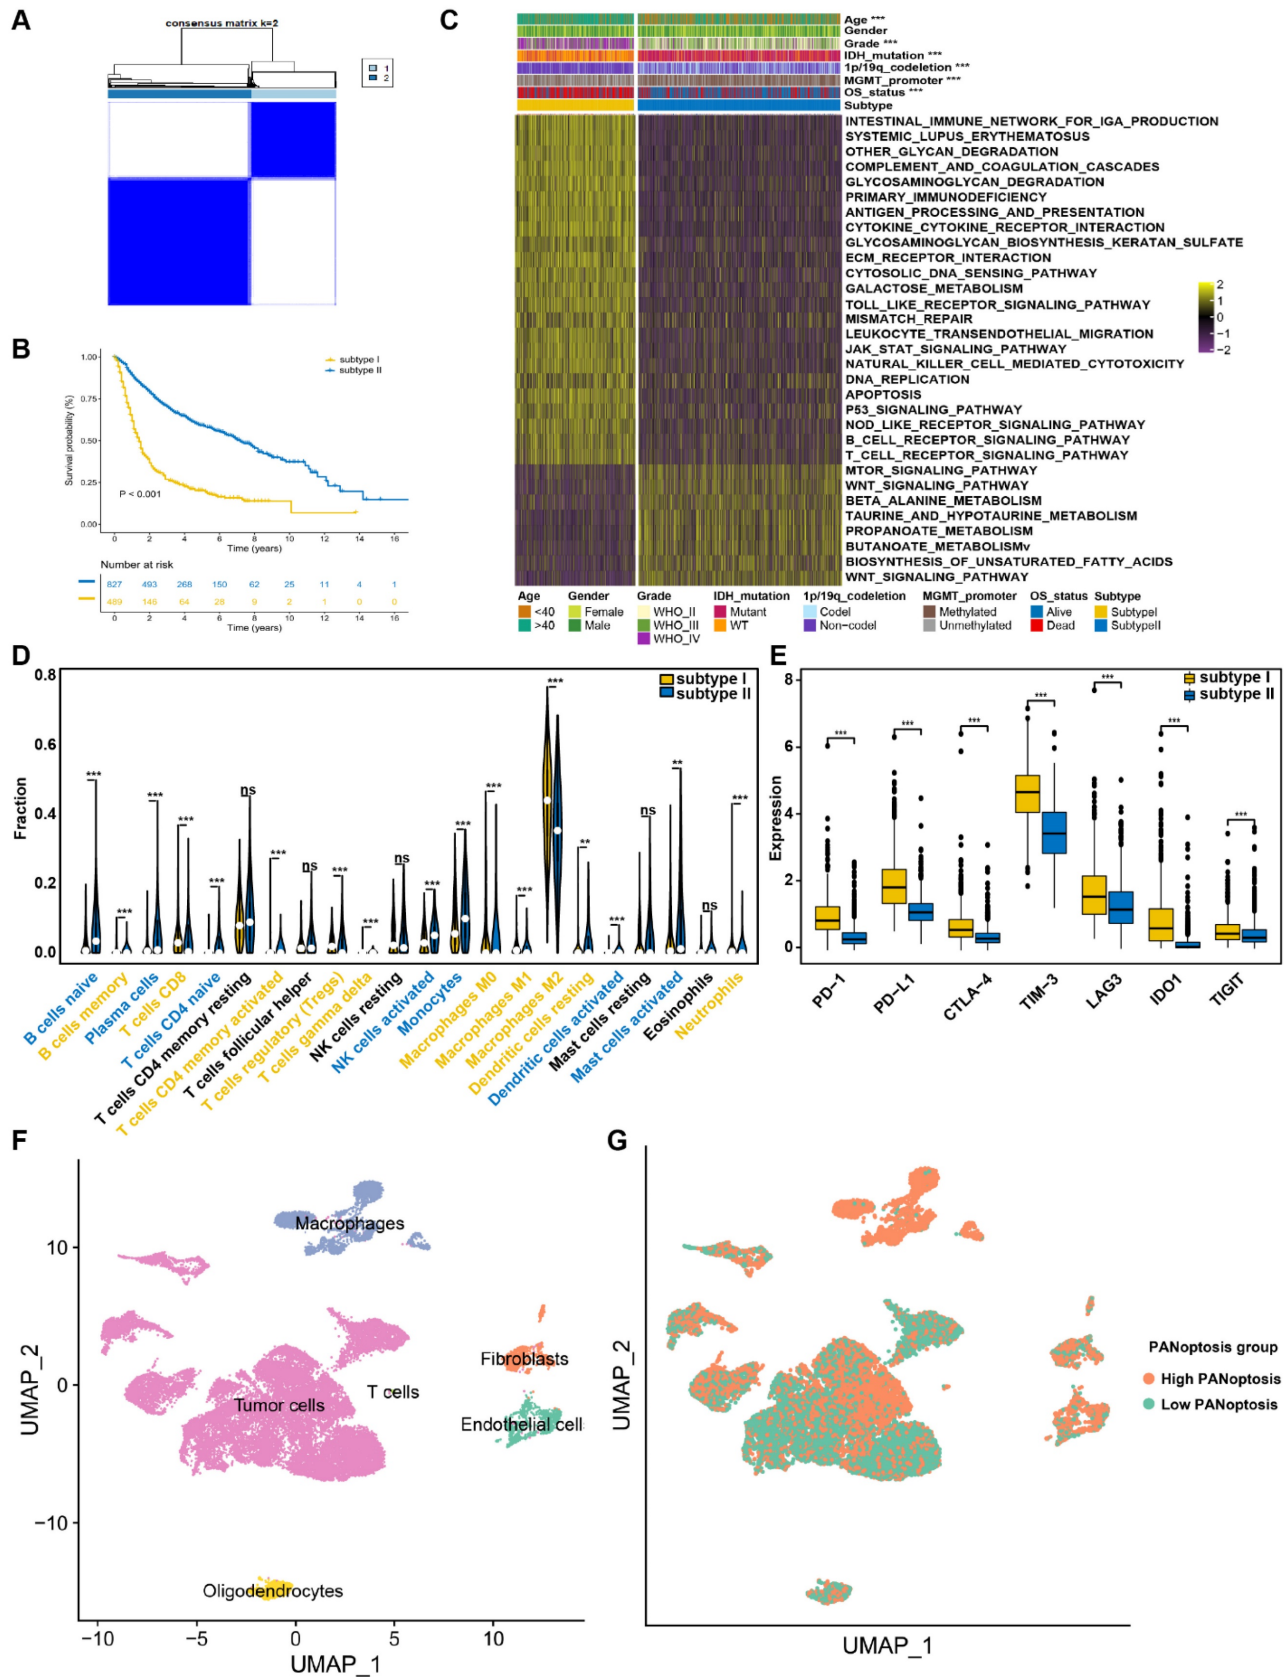 A
consensus matrix k=2
1
2
B
1.00
0.75
0.50
0.25
0.00
Survival probability (%)
subtype I
subtype II
P < 0.001
0 2 4 6 8 10 12 14 16
Time (years)
Number at risk
827 493 268 150 62 25 11 4 1
489 146 64 28 9 2 1 0 0
0 2 4 6 8 10 12 14 16
Time (years)
C
Age ***
Gender
Grade ***
IDH_mutation ***
1p/19q_codeletion ***
MGMT_promoter ***
OS_status ***
Subtype
INTESTINAL_IMMUNE_NETWORK_FOR_IGA_PRODUCTION
SYSTEMIC_LUPUS_ERYTHEMATOSUS
OTHER_GLYCAN_DEGRADATION
COMPLEMENT_AND_COAGULATION_CASCADES
GLYCOSAMINOGLYCAN_DEGRADATION
PRIMARY_IMMUNODEFICIENCY
ANTIGEN_PROCESSING_AND_PRESENTATION
CYTOKINE_CYTOKINE_RECEPTOR_INTERACTION
GLYCOSAMINOGLYCAN_BIOSYNTHESIS_KERATAN_SULFATE
ECM_RECEPTOR_INTERACTION
CYTOSOLIC_DNA_SENSING_PATHWAY
GALACTOSE_METABOLISM
TOLL_LIKE_RECEPTOR_SIGNALING_PATHWAY
MISMATCH_REPAIR
LEUKOCYTE_TRANSENDOTHELIAL_MIGRATION
JAK_STAT_SIGNALING_PATHWAY
NATURAL_KILLER_CELL_MEDIATED_CYTOTOXICITY
DNA_REPLICATION
APOPTOSIS
P53_SIGNALING_PATHWAY
NOD_LIKE_RECEPTOR_SIGNALING_PATHWAY
B_CELL_RECEPTOR_SIGNALING_PATHWAY
T_CELL_RECEPTOR_SIGNALING_PATHWAY
MTOR_SIGNALING_PATHWAY
WNT_SIGNALING_PATHWAY
BETA_ALANINE_METABOLISM
TAURINE_AND_HYPOTAURINE_METABOLISM
PROPANOATE_METABOLISM
BUTANOATE_METABOLISMv
BIOSYNTHESIS_OF_UNSATURATED_FATTY_ACIDS
WNT_SIGNALING_PATHWAY
2
1
0
−1
−2
Age Gender Grade IDH_mutation 1p/19q_codeletion MGMT_promoter OS_status Subtype
<40 Female WHO_II Mutant Codel Methylated Alive SubtypeI
>40 Male WHO_III WT Non−codel Unmethylated Dead SubtypeII
WHO_IV
D
0.8
0.6
0.4
0.2
0.0
Fraction
subtype I
subtype II
*** *** *** *** *** ns *** ns *** *** ns *** *** *** *** *** ** *** ns ** ns ***
B cells naive
B cells memory
Plasma cells
T cells CD8
T cells CD4 naive
T cells CD4 memory resting
T cells CD4 memory activated
T cells follicular helper
T cells regulatory (Tregs)
T cells gamma delta
NK cells resting
NK cells activated
Monocytes
Macrophages M0
Macrophages M1
Macrophages M2
Dendritic cells resting
Dendritic cells activated
Mast cells resting
Mast cells activated
Eosinophils
Neutrophils
E
8
6
4
2
0
Expression
subtype I
subtype II
*** *** *** *** *** *** ***
PD−1
PD−L1
CTLA−4
TIM−3
LAG3
IDO1
TIGIT
F
10
0
−10
UMAP_2
Macrophages
Fibroblasts
T cells
Tumor cells
Endothelial cell
Oligodendrocytes
−10 −5 0 5 10
UMAP_1
G
UMAP_2
PANoptosis group
High PANoptosis
Low PANoptosis
UMAP_1